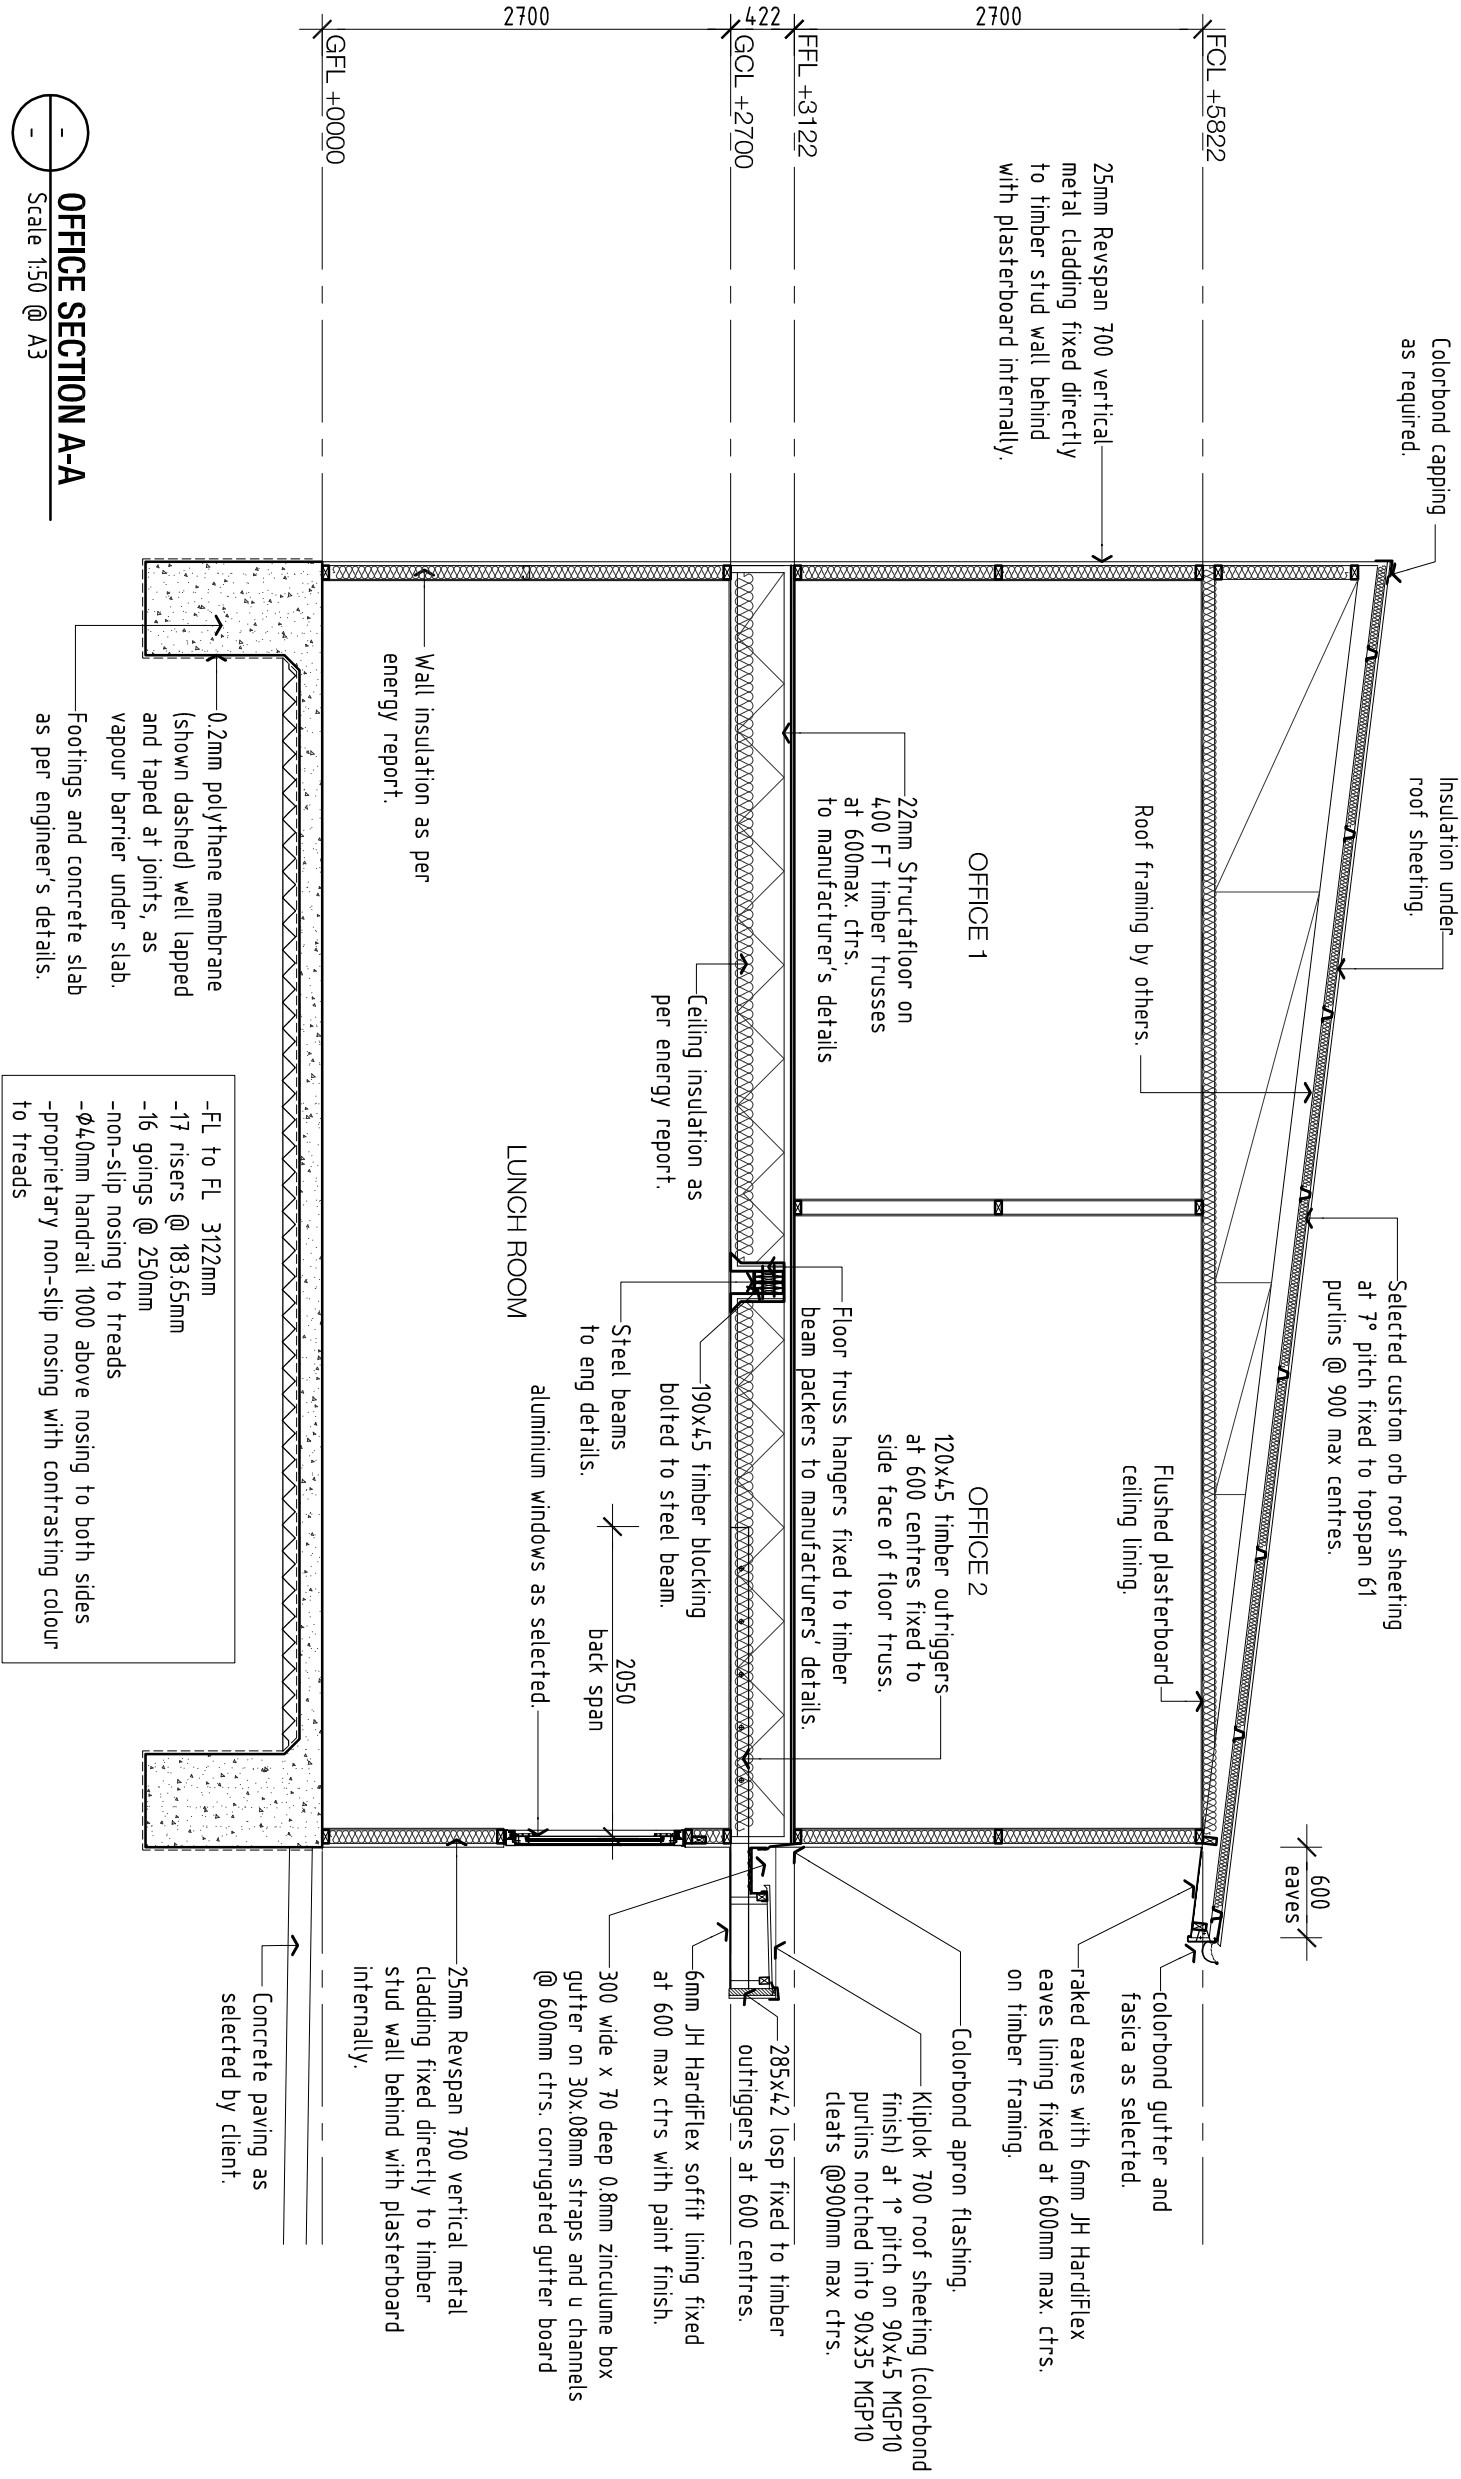 Colorbond capping
as required.
Insulation under
roof sheeting.
Selected custom orb roof sheeting
at 7° pitch fixed to topspan 61
purlins @ 900 max centres.
600
eaves
colorbond gutter and
fasica as selected.
raked eaves with 6mm JH HardiFlex
eaves lining fixed at 600mm max. ctrs.
on timber framing.
FCL +5822
2700
FFL +3122
422
GCL +2700
2700
GFL +0000
25mm Revspan 700 vertical
metal cladding fixed directly
to timber stud wall behind
with plasterboard internally.
Roof framing by others.
Flushed plasterboard
ceiling lining.
OFFICE 1
OFFICE 2
22mm Structafloor on
400 FT timber trusses
at 600max. ctrs.
to manufacturer's details
120x45 timber outriggers
at 600 centres fixed to
side face of floor truss.
Floor truss hangers fixed to timber
beam packers to manufacturers' details.
Colorbond apron flashing.
Kliplok 700 roof sheeting (colorbond
finish) at 1° pitch on 90x45 MGP10
purlins notched into 90x35 MGP10
cleats @900mm max ctrs.
285x42 losp fixed to timber
outriggers at 600 centres.
6mm JH HardiFlex soffit lining fixed
at 600 max ctrs with paint finish.
300 wide x 70 deep 0.8mm zinculume box
gutter on 30x.08mm straps and u channels
@ 600mm ctrs. corrugated gutter board
Ceiling insulation as
per energy report.
190x45 timber blocking
bolted to steel beam.
Steel beams
to eng details.
2050
back span
aluminium windows as selected.
LUNCH ROOM
Wall insulation as per
energy report.
25mm Revspan 700 vertical metal
cladding fixed directly to timber
stud wall behind with plasterboard
internally.
Concrete paving as
selected by client.
0.2mm polythene membrane
(shown dashed) well lapped
and taped at joints, as
vapour barrier under slab.
Footings and concrete slab
as per engineer's details.
-FL to FL 3122mm
-17 risers @ 183.65mm
-16 goings @ 250mm
-non-slip nosing to treads
-φ40mm handrail 1000 above nosing to both sides
-proprietary non-slip nosing with contrasting colour
to treads
-
-
OFFICE SECTION A-A
Scale 1:50 @ A3